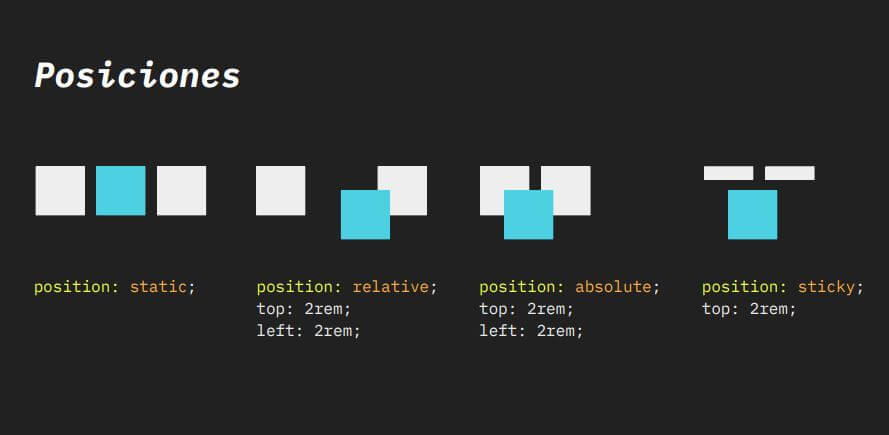 Posiciones
position: static;
position: relative;
top: 2rem;
left: 2rem;
position: absolute;
top: 2rem;
left: 2rem;
position: sticky;
top: 2rem;